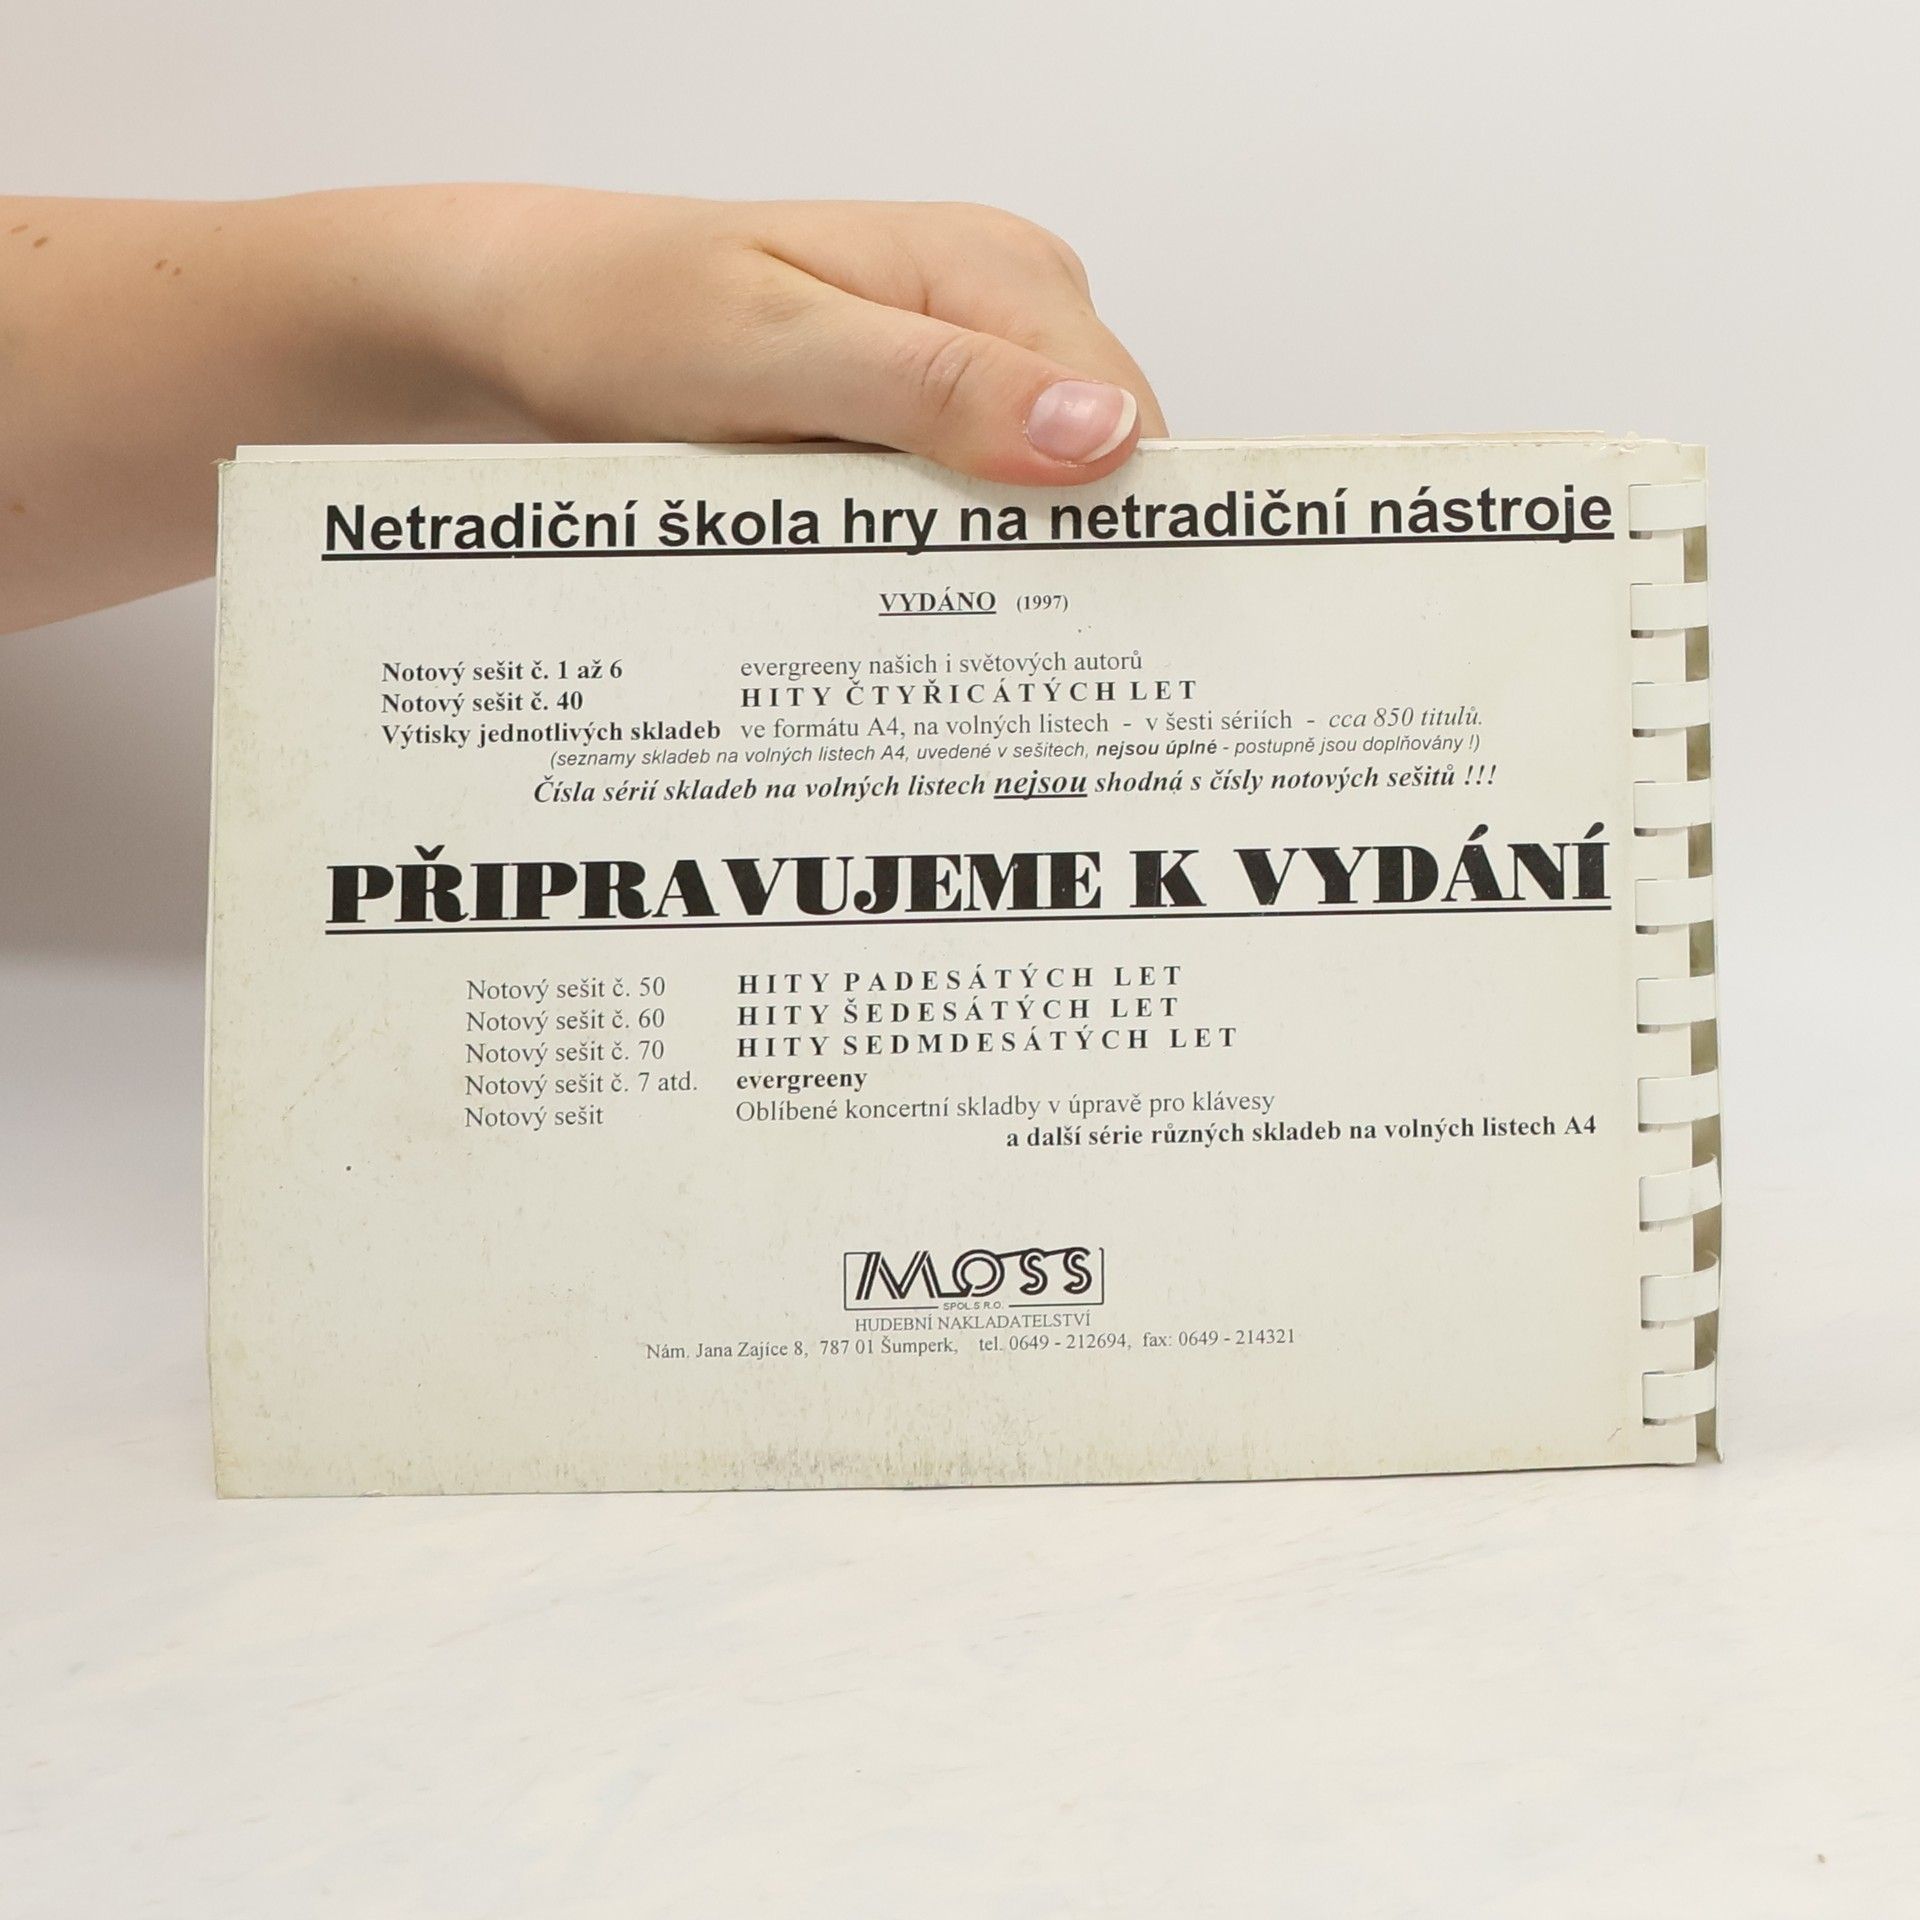 Netradiční škola hry na netradiční nástroje
VYDÁNO (1997)
Notový sešit č. 1 až 6 evergreeny našich i světových autorů
Notový sešit č. 40 HITY ČTYŘICÁTÝCH LET
Výtisky jednotlivých skladeb ve formátu A4, na volných listech - v šesti sériích - cca 850 titulů.
(seznamy skladeb na volných listech A4, uvedené v sešitech, nejsou úplné - postupně jsou doplňovány !)
Čísla sérií skladeb na volných listech nejsou shodná s čísly notových sešitů !!!
PŘIPRAVUJEME K VYDÁNÍ
Notový sešit č. 50 HITY PADESÁTÝCH LET
Notový sešit č. 60 HITY ŠEDESÁTÝCH LET
Notový sešit č. 70 HITY SEDMDESÁTÝCH LET
Notový sešit č. 7 atd. evergreeny
Notový sešit Oblíbené koncertní skladby v úpravě pro klávesy
a další série různých skladeb na volných listech A4
MOSS
SPOL.S R.O.
HUDEBNÍ NAKLADATELSTVÍ
Nám. Jana Zajíce 8, 787 01 Šumperk, tel. 0649 - 212694, fax: 0649 - 214321